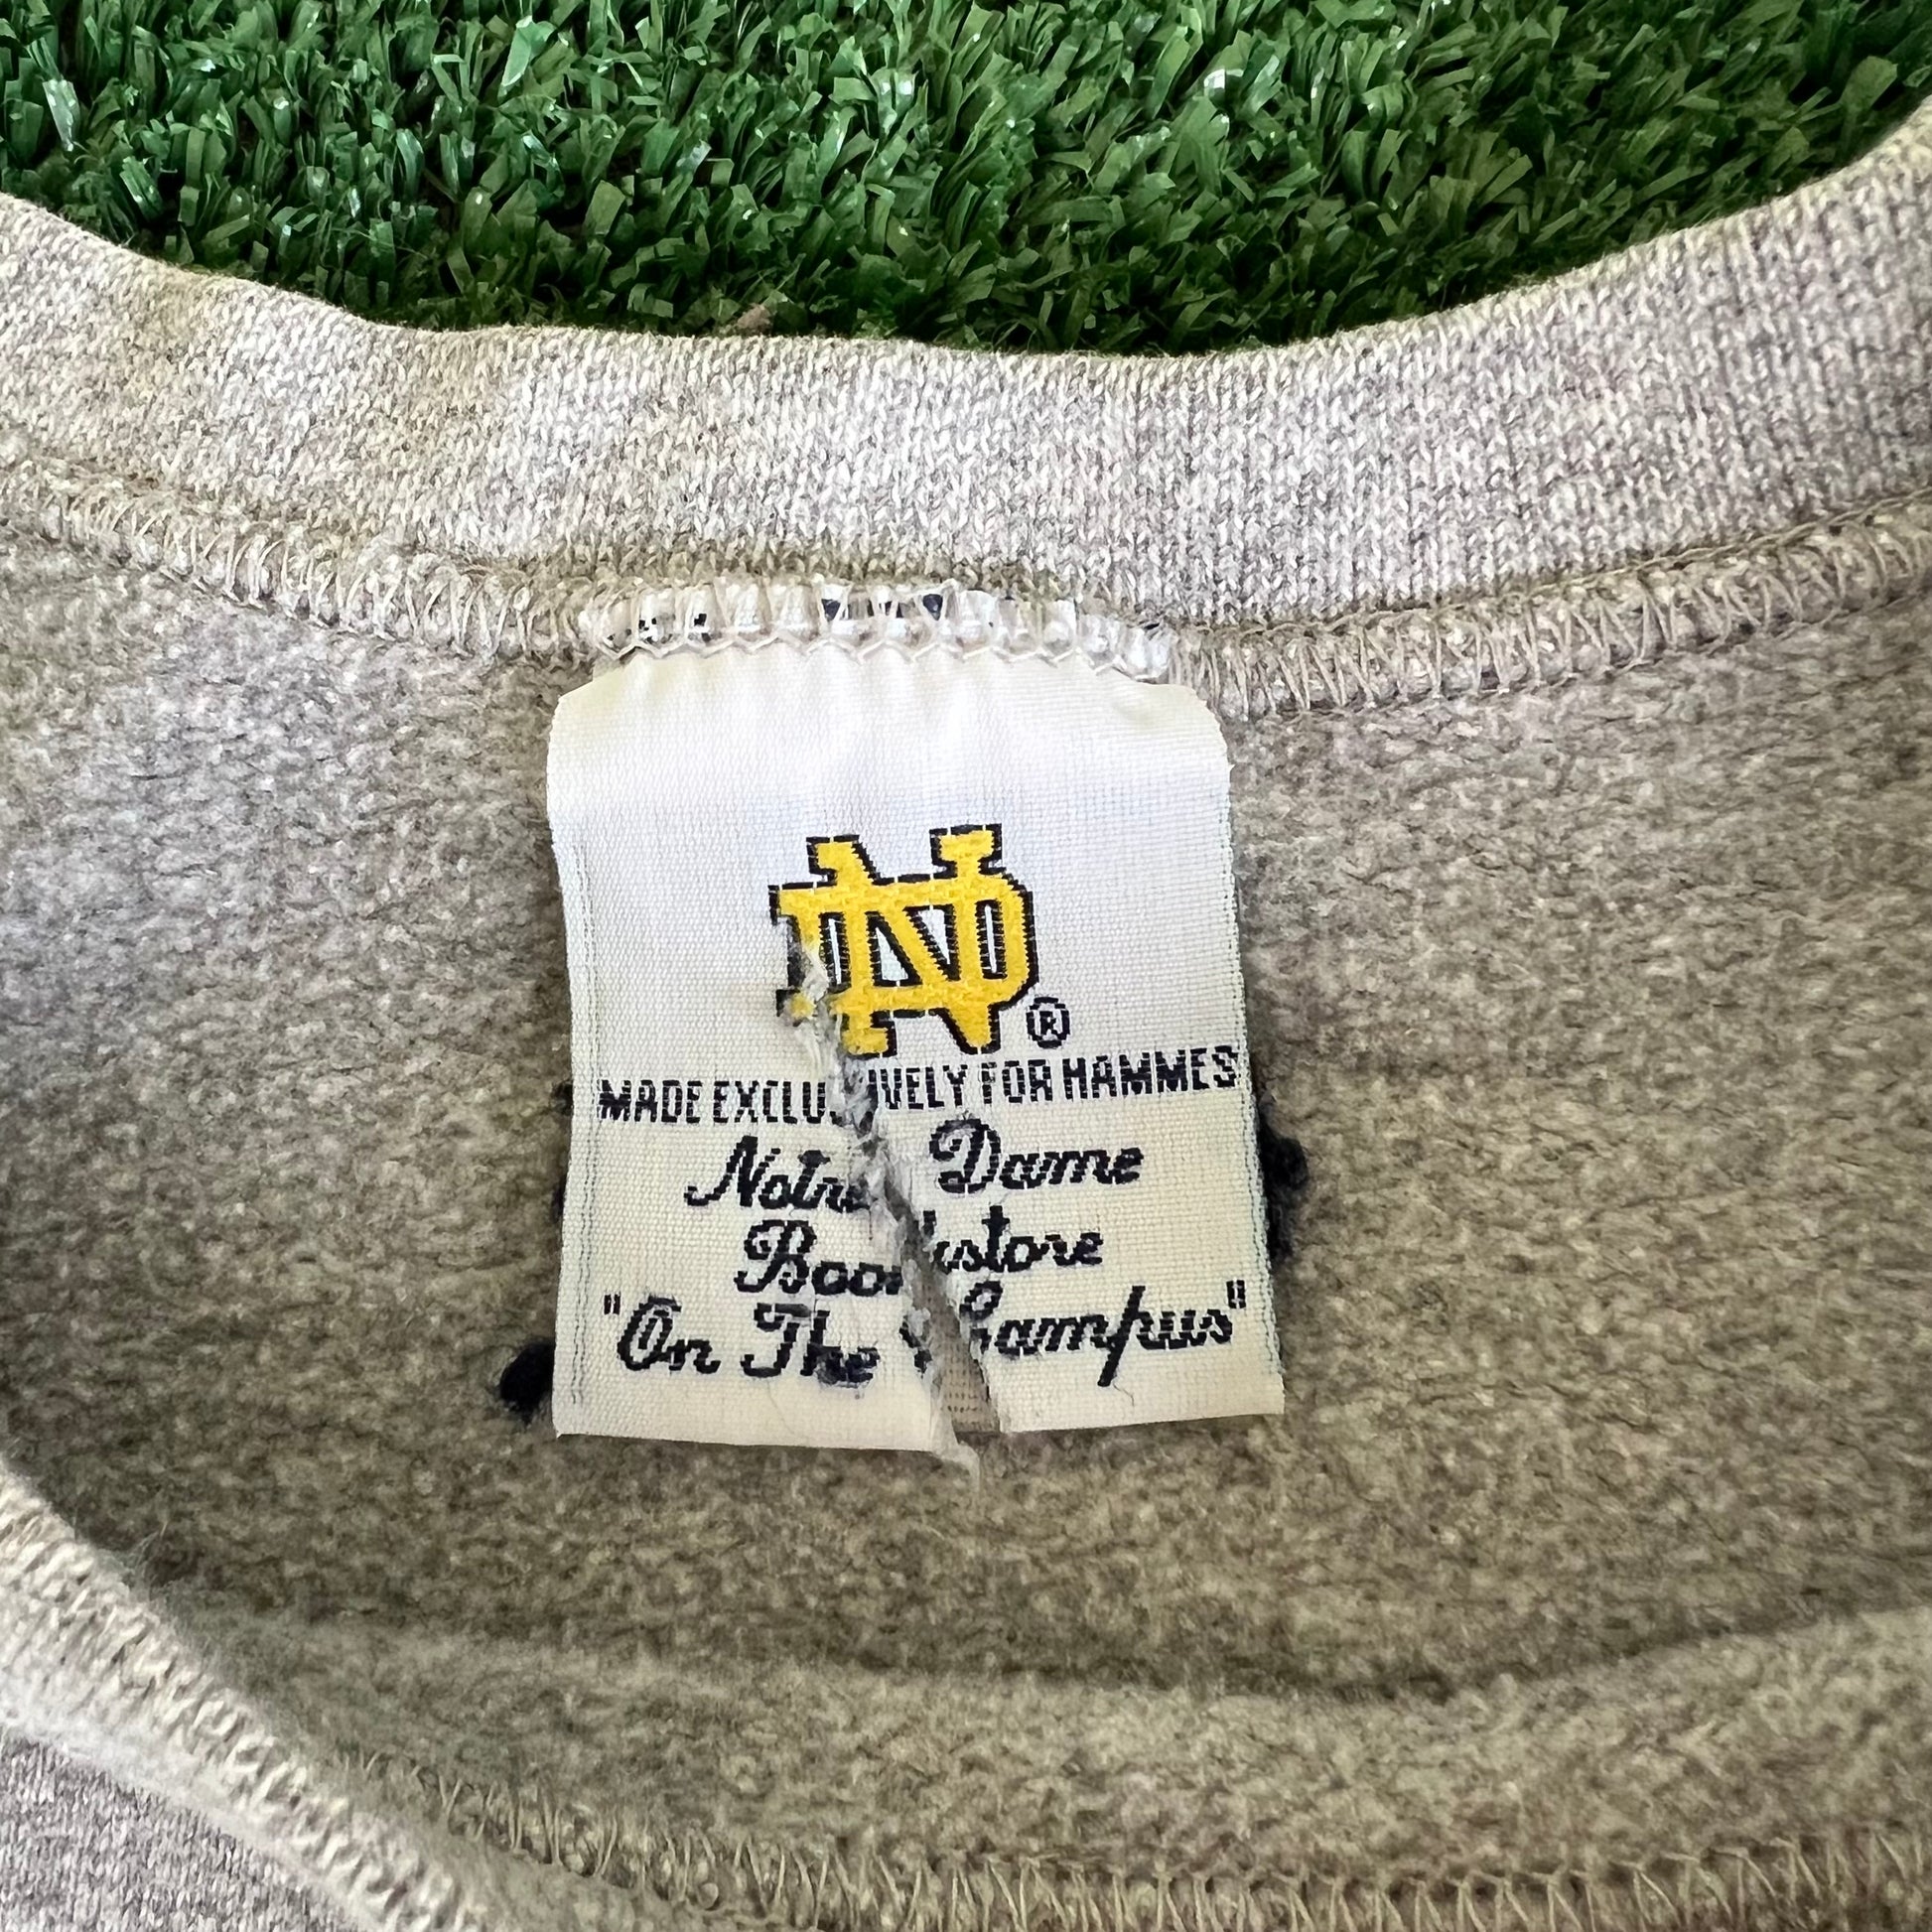 ND®
MADE EXCLUSIVELY FOR HAMMES
Notre Dame
Bookstore
"On The Campus"